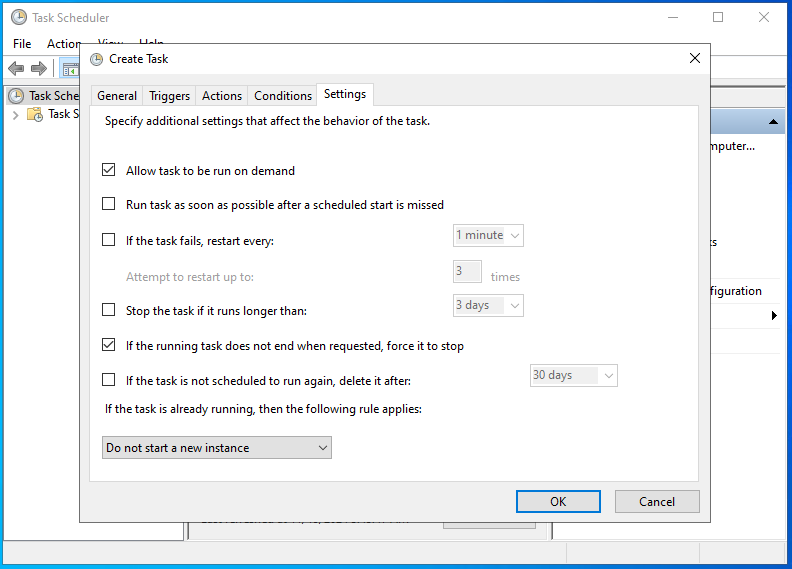 Task Scheduler
File Action View Help
Create Task
Task Sche
Task S
General Triggers Actions Conditions Settings
Specify additional settings that affect the behavior of the task.
Allow task to be run on demand
Run task as soon as possible after a scheduled start is missed
If the task fails, restart every: 1 minute
Attempt to restart up to: 3 times
Stop the task if it runs longer than: 3 days
If the running task does not end when requested, force it to stop
If the task is not scheduled to run again, delete it after: 30 days
If the task is already running, then the following rule applies:
Do not start a new instance
OK Cancel
mputer...
ts
figuration